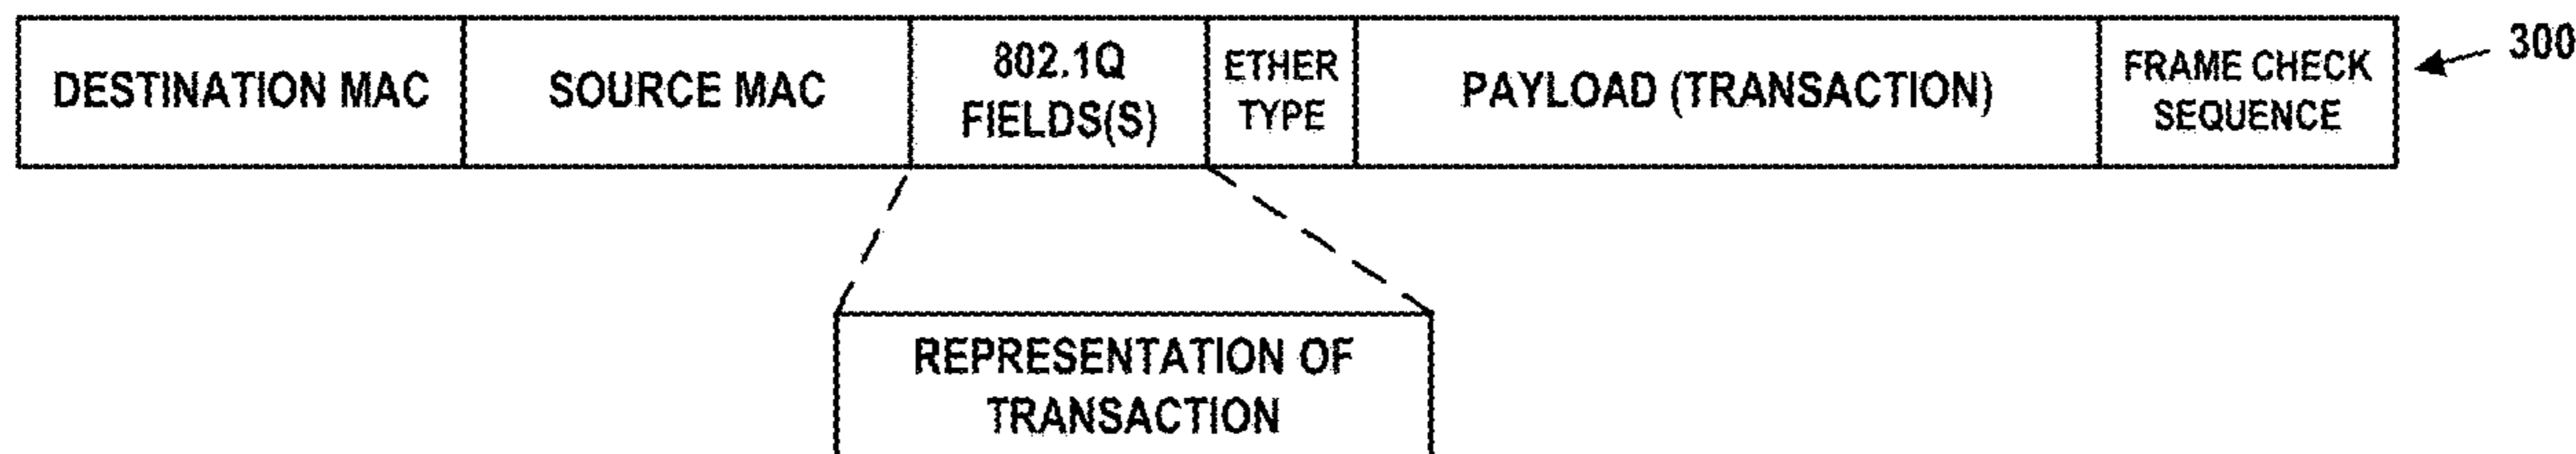 DESTINATION MAC
SOURCE MAC
802.1Q
FIELDS(S)
ETHER
TYPE
PAYLOAD (TRANSACTION)
FRAME CHECK
SEQUENCE
300
REPRESENTATION OF
TRANSACTION